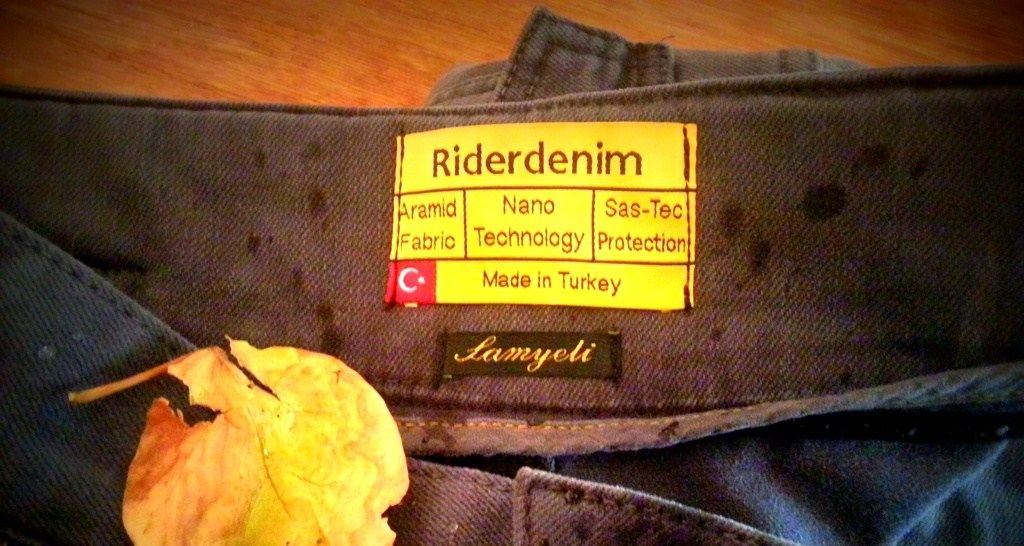 Riderdenim
Aramid
Fabric
Nano
Technology
Sas-Tec
Protection
Made in Turkey
Lamyeli